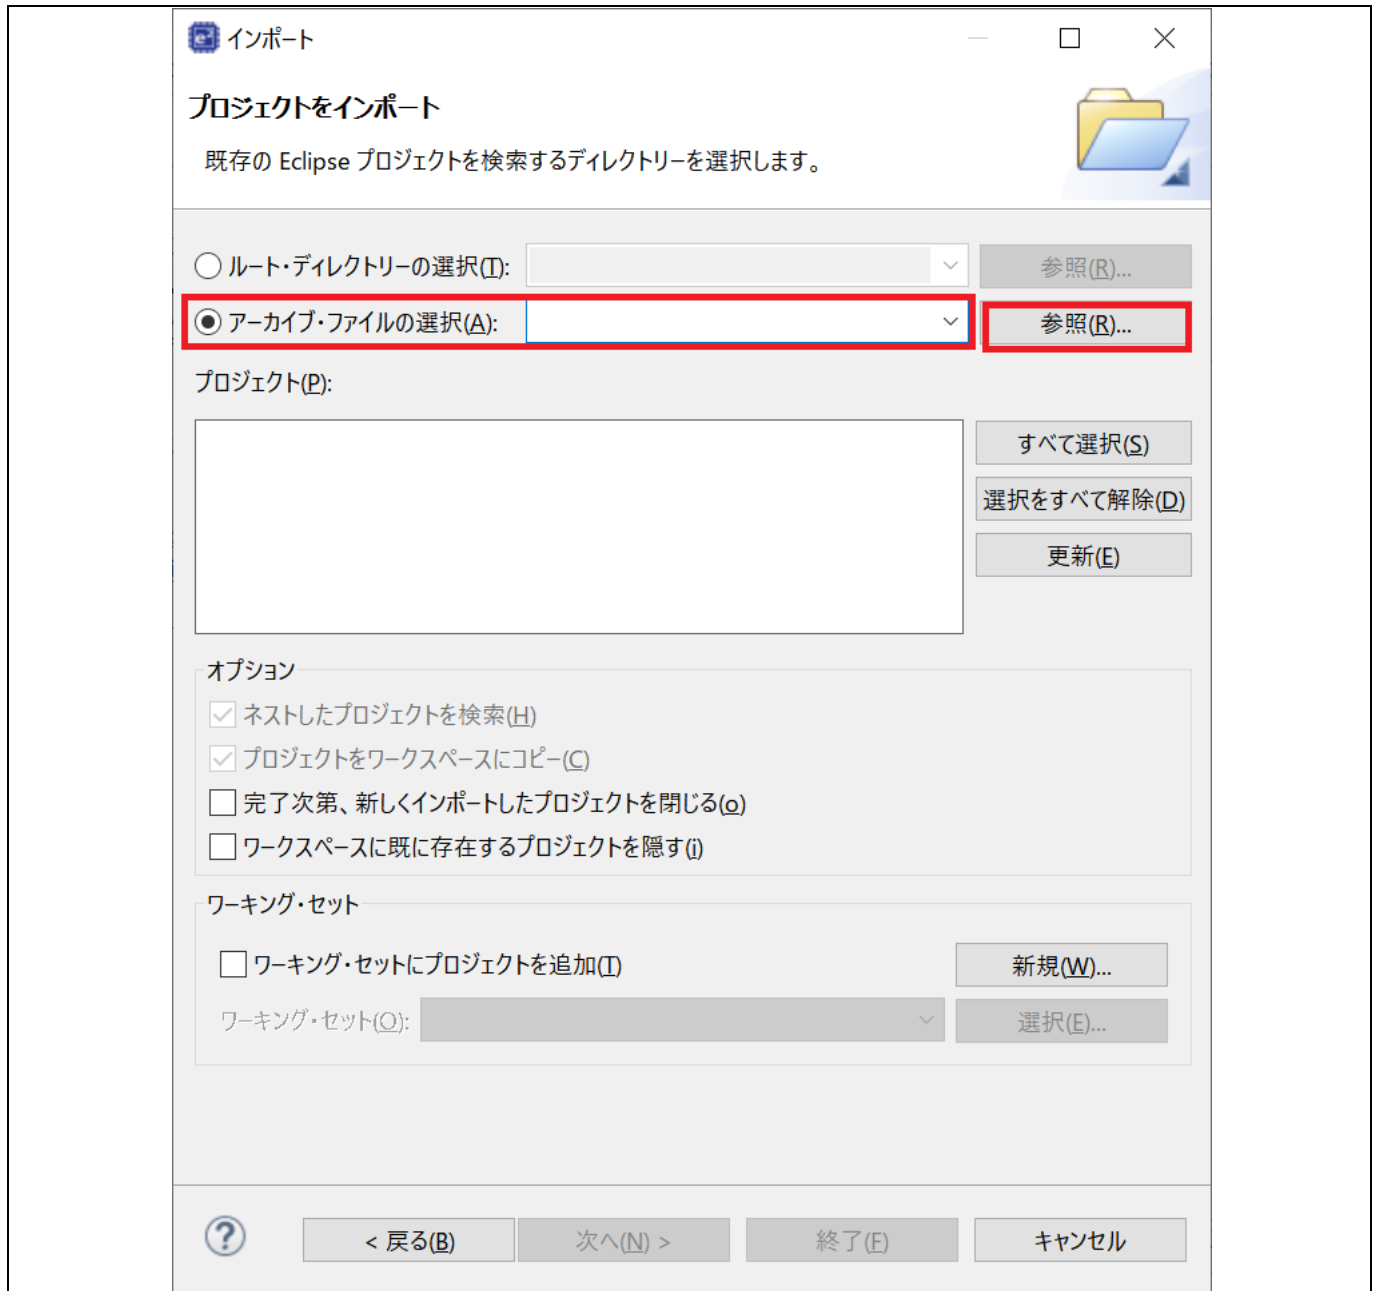 インポート
プロジェクトをインポート
既存の Eclipse プロジェクトを検索するディレクトリーを選択します。
ルート・ディレクトリーの選択(T): 参照(R)...
アーカイブ・ファイルの選択(A): 参照(R)...
プロジェクト(P):
すべて選択(S)
選択をすべて解除(D)
更新(E)
オプション
ネストしたプロジェクトを検索(H)
プロジェクトをワークスペースにコピー(C)
完了次第、新しくインポートしたプロジェクトを閉じる(o)
ワークスペースに既に存在するプロジェクトを隠す(i)
ワーキング・セット
ワーキング・セットにプロジェクトを追加(T) 新規(W)...
ワーキング・セット(O): 選択(E)...
< 戻る(B) 次へ(N) > 終了(F) キャンセル